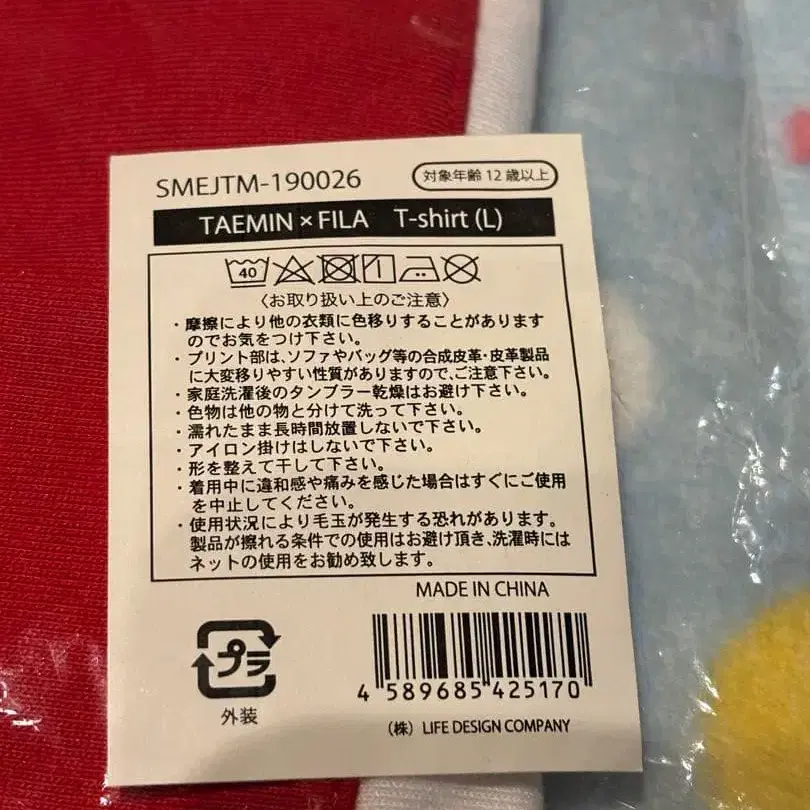 SMEJTM-190026
対象年齢12歳以上
TAEMIN × FILA T-shirt (L)
40
〈お取り扱い上のご注意〉
・摩擦により他の衣類に色移りすることがあります
のでお気をつけ下さい。
・プリント部は、ソファやバッグ等の合成皮革・皮革製品
に大変移りやすい性質がありますので、ご注意下さい。
・家庭洗濯後のタンブラー乾燥はお避け下さい。
・色物は他の物と分けて洗って下さい。
・濡れたまま長時間放置しないで下さい。
・アイロン掛けはしないで下さい。
・形を整えて干して下さい。
・着用中に違和感や痛みを感じた場合はすぐにご使用
を中止してください。
・使用状況により毛玉が発生する恐れがあります。
製品が擦れる条件での使用はお避け頂き、洗濯時には
ネットの使用をお勧め致します。
MADE IN CHINA
プラ
外装
4 589685 425170
（株） LIFE DESIGN COMPANY